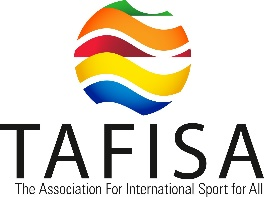 TAFISA
The Association For International Sport for All